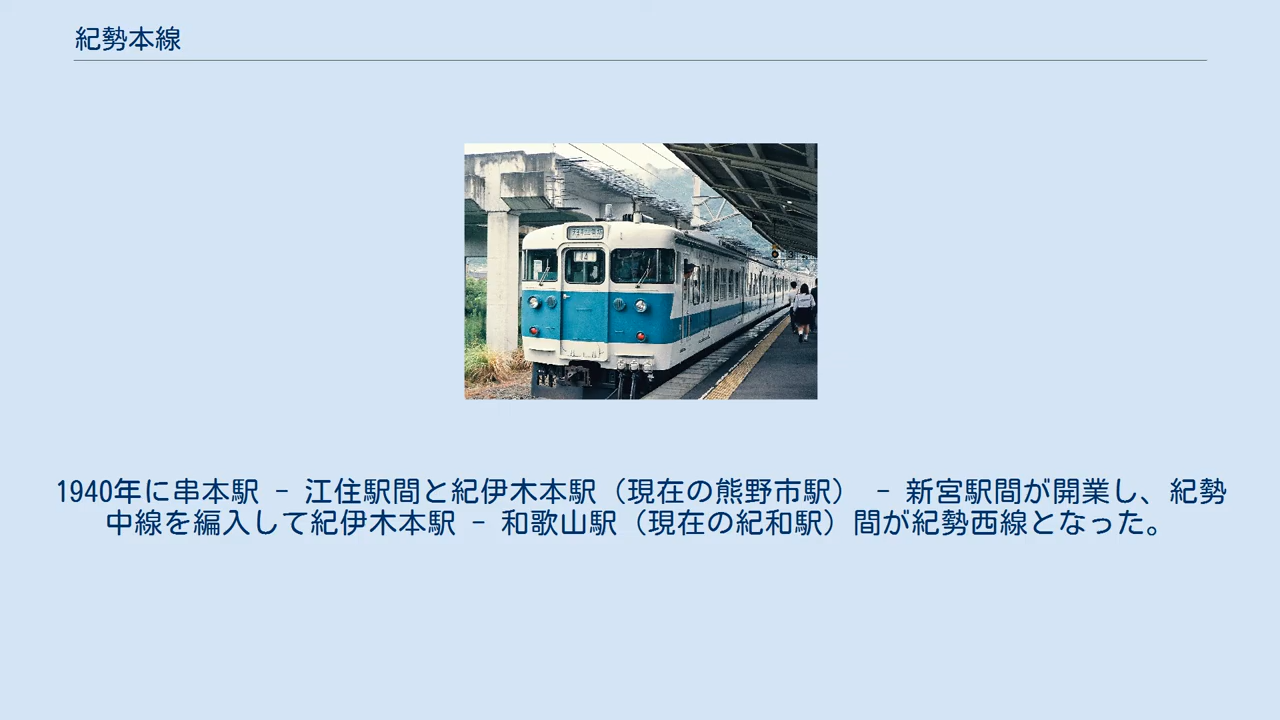 紀勢本線
1940年に串本駅 - 江住駅間と紀伊木本駅（現在の熊野市駅） - 新宮駅間が開業し、紀勢
中線を編入して紀伊木本駅 - 和歌山駅（現在の紀和駅）間が紀勢西線となった。